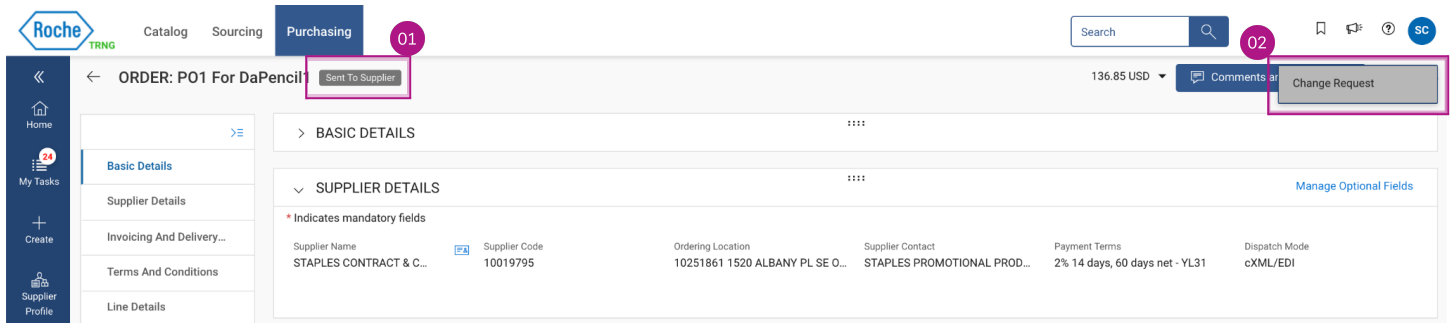 Roche
TRNG
Catalog
Sourcing
Purchasing
01
Search
02
SC
ORDER: PO1 For DaPencil1
Sent To Supplier
136.85 USD
Comments an
Change Request
Home
24
My Tasks
Create
Supplier
Profile
Basic Details
Supplier Details
Invoicing And Delivery...
Terms And Conditions
Line Details
BASIC DETAILS
SUPPLIER DETAILS
Manage Optional Fields
* Indicates mandatory fields
Supplier Name
STAPLES CONTRACT & C...
Supplier Code
10019795
Ordering Location
10251861 1520 ALBANY PL SE O...
Supplier Contact
STAPLES PROMOTIONAL PROD...
Payment Terms
2% 14 days, 60 days net - YL31
Dispatch Mode
cXML/EDI